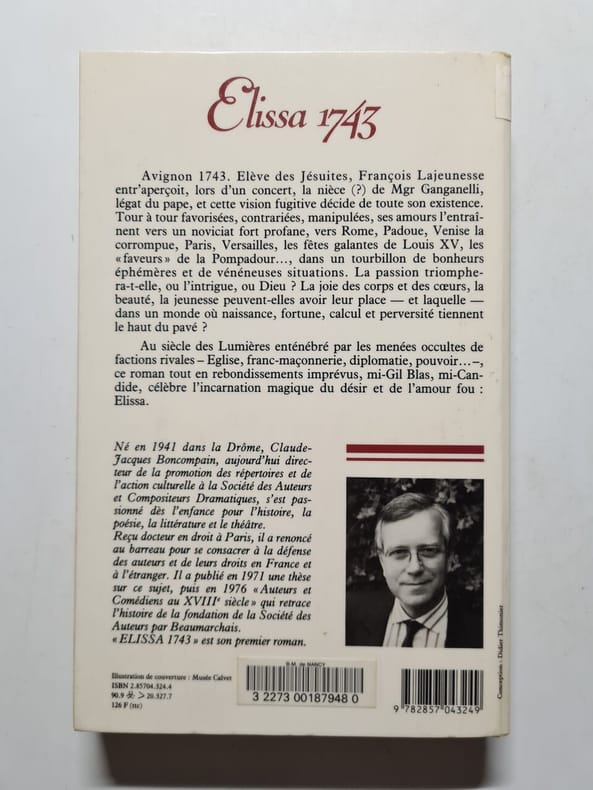 Elissa 1743
Avignon 1743. Elève des Jésuites, François Lajeunesse
entr'aperçoit, lors d'un concert, la nièce (?) de Mgr Ganganelli,
légat du pape, et cette vision fugitive décide de toute son existence.
Tour à tour favorisées, contrariées, manipulées, ses amours l'entraî-
nent vers un noviciat fort profane, vers Rome, Padoue, Venise la
corrompue, Paris, Versailles, les fêtes galantes de Louis XV, les
« faveurs » de la Pompadour..., dans un tourbillon de bonheurs
éphémères et de vénéneuses situations. La passion triomphe-
ra-t-elle, ou l'intrigue, ou Dieu ? La joie des corps et des cœurs, la
beauté, la jeunesse peuvent-elles avoir leur place — et laquelle —
dans un monde où naissance, fortune, calcul et perversité tiennent
le haut du pavé ?
Au siècle des Lumières enténébré par les menées occultes de
factions rivales – Eglise, franc-maçonnerie, diplomatie, pouvoir...–,
ce roman tout en rebondissements imprévus, mi-Gil Blas, mi-Can-
dide, célèbre l'incarnation magique du désir et de l'amour fou :
Elissa.
Né en 1941 dans la Drôme, Claude-
Jacques Boncompain, aujourd'hui direc-
teur de la promotion des répertoires et de
l'action culturelle à la Société des Auteurs
et Compositeurs Dramatiques, s'est pas-
sionné dès l'enfance pour l'histoire, la
poésie, la littérature et le théâtre.
Reçu docteur en droit à Paris, il a renoncé
au barreau pour se consacrer à la défense
des auteurs et de leurs droits en France et
à l'étranger. Il a publié en 1971 une thèse
sur ce sujet, puis en 1976 « Auteurs et
Comédiens au XVIIIe siècle » qui retrace
l'histoire de la fondation de la Société des
Auteurs par Beaumarchais.
« ELISSA 1743 » est son premier roman.
Illustration de couverture : Musée Calvet
ISBN 2.85704.324.4
90.9 > 20.327.7
126 F (ttc)
B.M. de NANCY
3 2273 00187948 0
9 782857 043249
Conception : Didier Thimonier